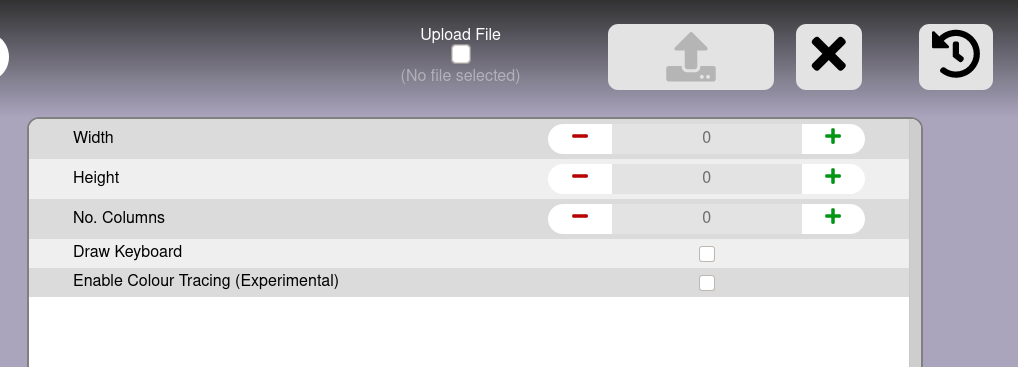 Upload File
(No file selected)
Width 0
Height 0
No. Columns 0
Draw Keyboard
Enable Colour Tracing (Experimental)